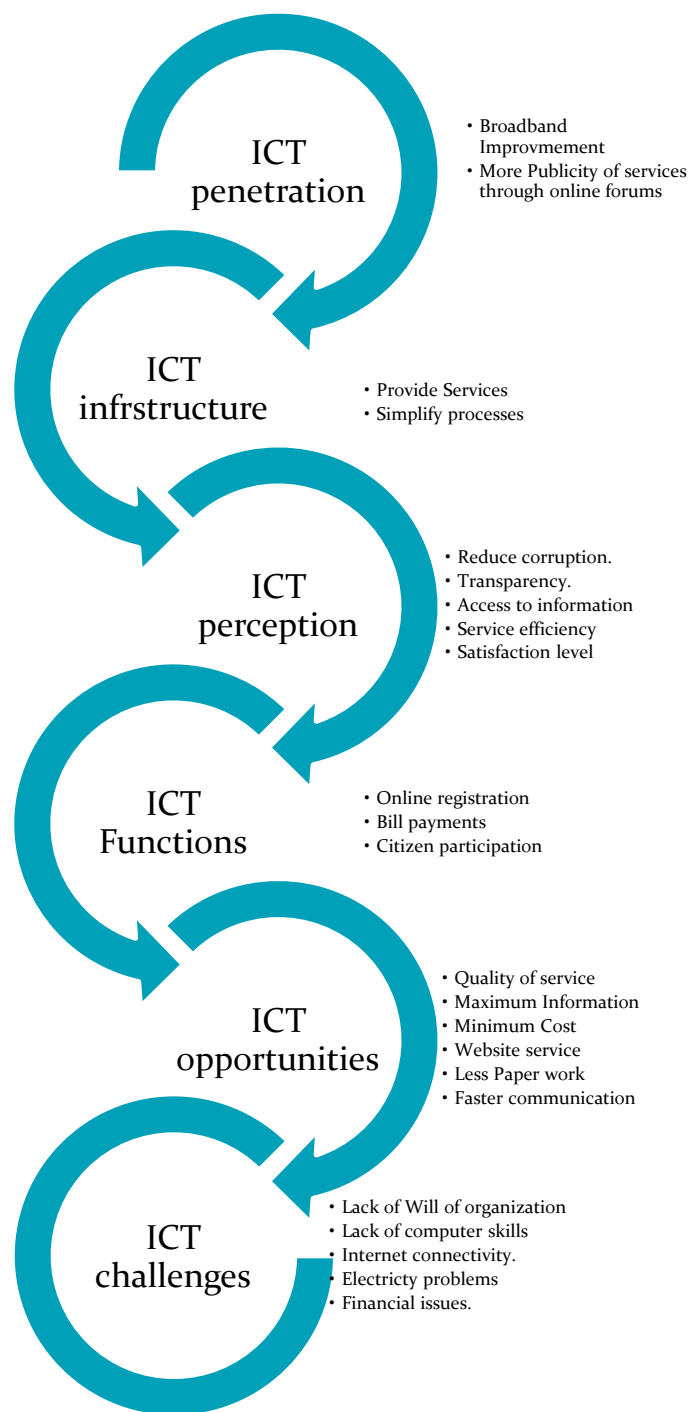 ICT
penetration
• Broadband
Improvmement
• More Publicity of services
through online forums
ICT
infrstructure
• Provide Services
• Simplify processes
ICT
perception
• Reduce corruption.
• Transparency.
• Access to information
• Service efficiency
• Satisfaction level
ICT
Functions
• Online registration
• Bill payments
• Citizen participation
ICT
opportunities
• Quality of service
• Maximum Information
• Minimum Cost
• Website service
• Less Paper work
• Faster communication
ICT
challenges
• Lack of Will of organization
• Lack of computer skills
• Internet connectivity.
• Electricty problems
• Financial issues.